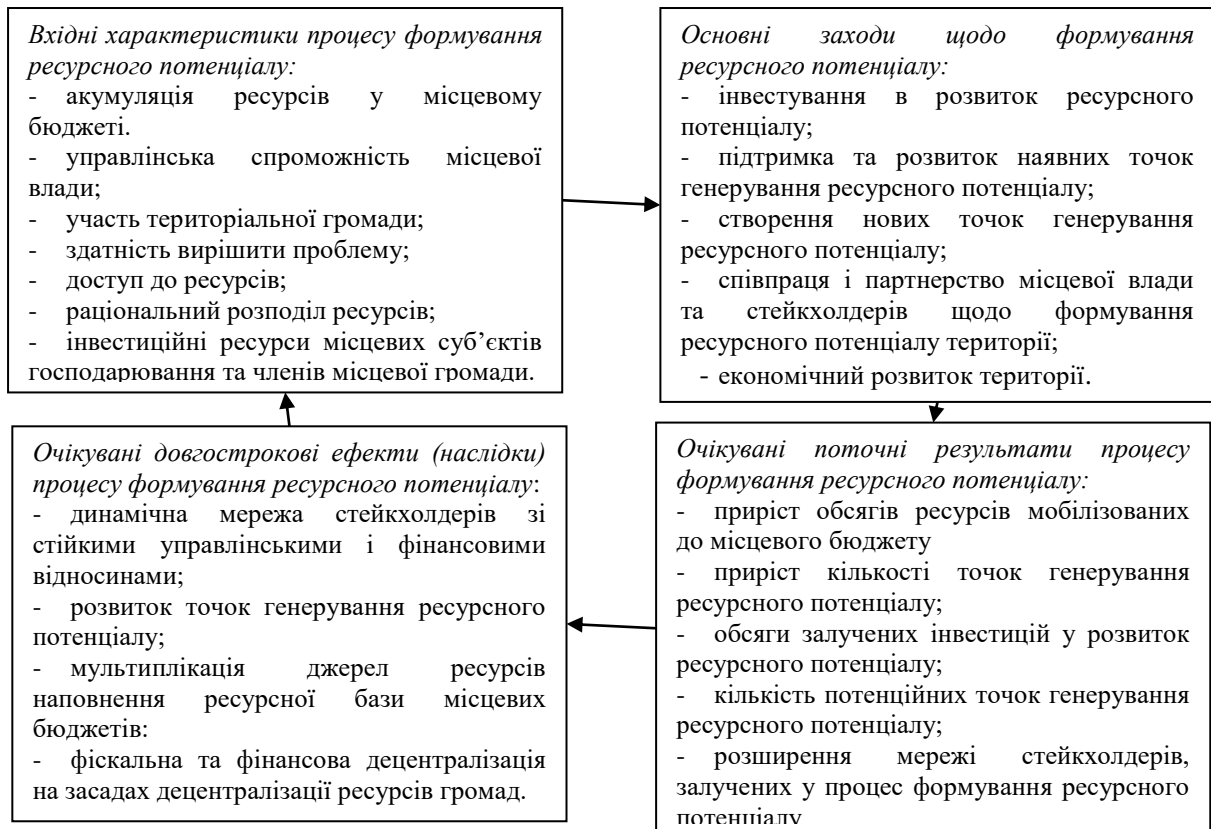 Вхідні характеристики процесу формування
ресурсного потенціалу:
- акумуляція ресурсів у місцевому
бюджеті.
- управлінська спроможність місцевої
влади;
- участь територіальної громади;
- здатність вирішити проблему;
- доступ до ресурсів;
- раціональний розподіл ресурсів;
- інвестиційні ресурси місцевих суб’єктів
господарювання та членів місцевої громади.
Основні заходи щодо формування
ресурсного потенціалу:
- інвестування в розвиток ресурсного
потенціалу;
- підтримка та розвиток наявних точок
генерування ресурсного потенціалу;
- створення нових точок генерування
ресурсного потенціалу;
- співпраця і партнерство місцевої влади
та стейкхолдерів щодо формування
ресурсного потенціалу території;
- економічний розвиток території.
Очікувані довгострокові ефекти (наслідки)
процесу формування ресурсного потенціалу:
- динамічна мережа стейкхолдерів зі
стійкими управлінськими і фінансовими
відносинами;
- розвиток точок генерування ресурсного
потенціалу;
- мультиплікація джерел ресурсів
наповнення ресурсної бази місцевих
бюджетів:
- фіскальна та фінансова децентралізація
на засадах децентралізації ресурсів громад.
Очікувані поточні результати процесу
формування ресурсного потенціалу:
- приріст обсягів ресурсів мобілізованих
до місцевого бюджету
- приріст кількості точок генерування
ресурсного потенціалу;
- обсяги залучених інвестицій у розвиток
ресурсного потенціалу;
- кількість потенційних точок генерування
ресурсного потенціалу;
- розширення мережі стейкхолдерів,
залучених у процес формування ресурсного
потенціалу